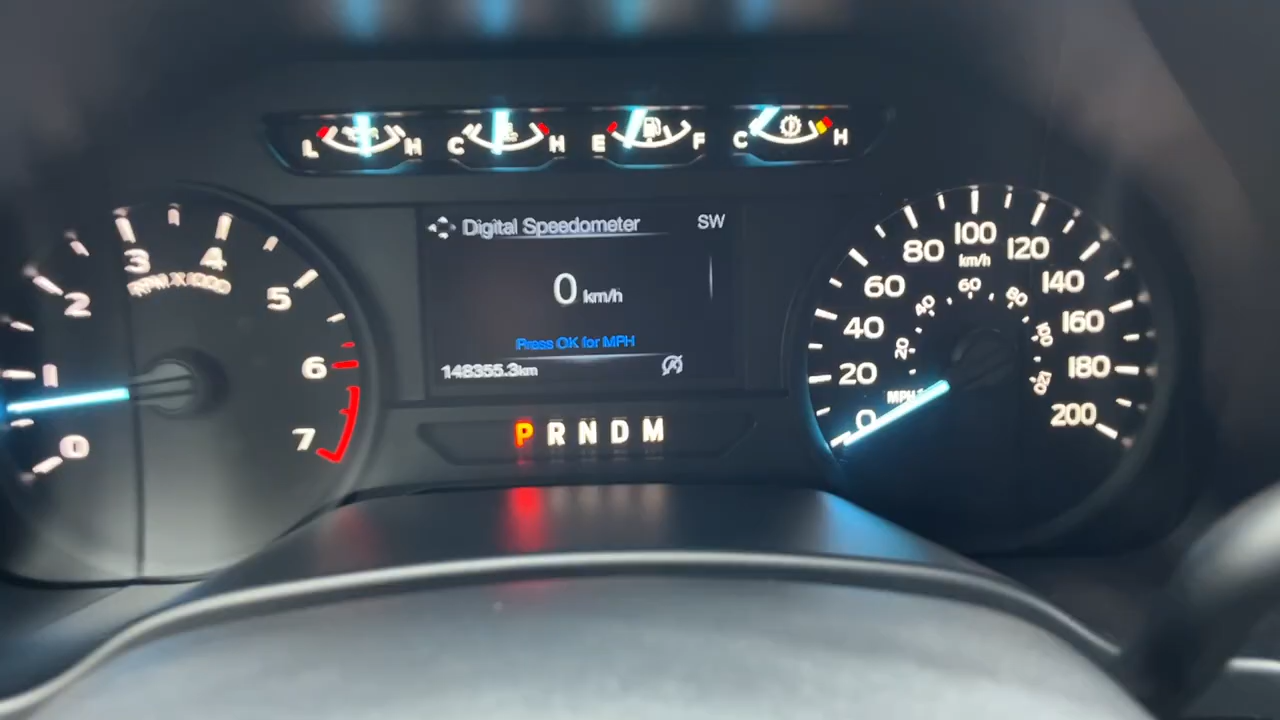 L H C H E F C H
Digital Speedometer SW
0 km/h
Press OK for MPH
148355.3km
P R N D M
0 1 2 3 4 5 6 7
RPM X 1000
0 20 40 60 80 100 120 140 160 180 200
km/h
20 40 60 80 100 120
MPH